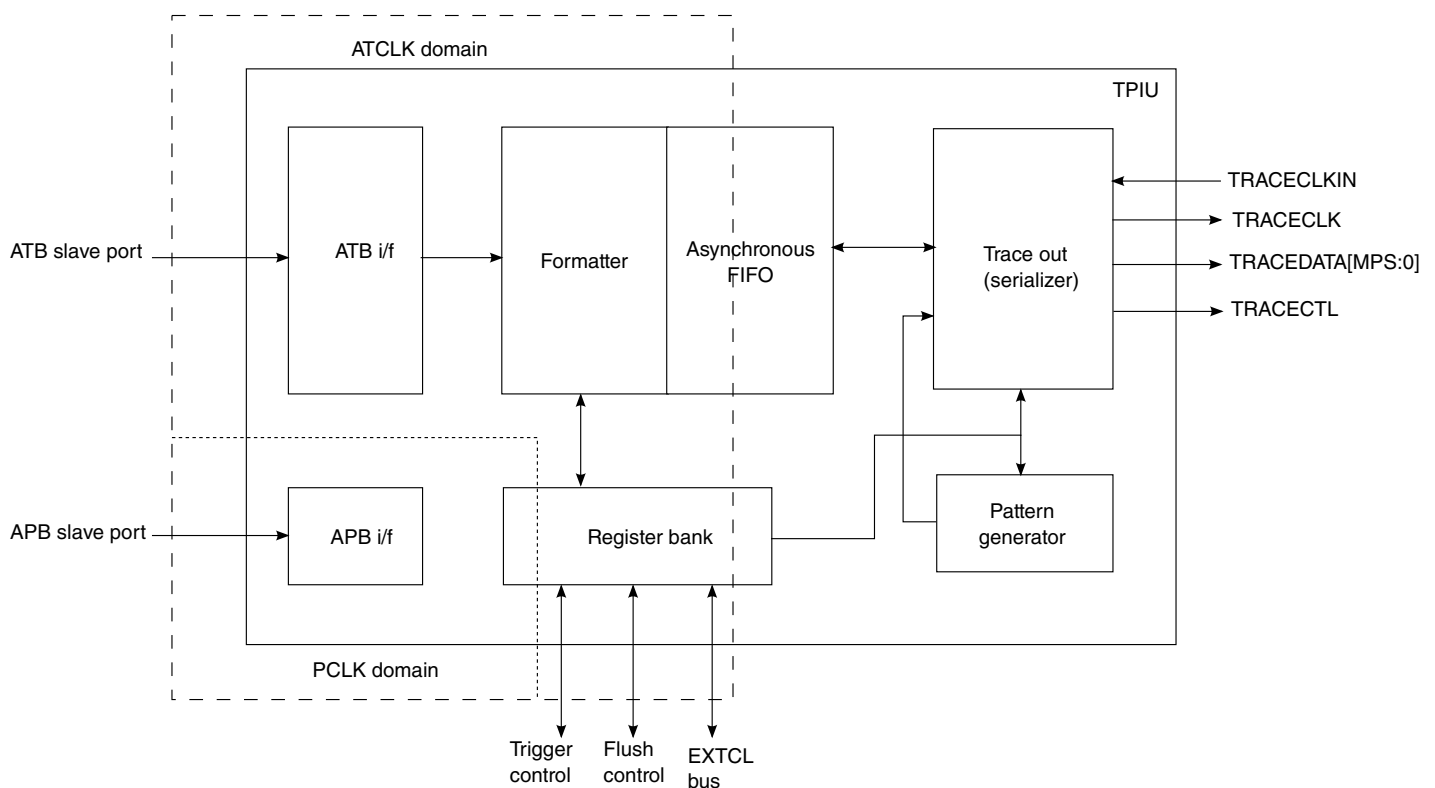 ATCLK domain
TPIU
ATB slave port
ATB i/f
Formatter
Asynchronous
FIFO
Trace out
(serializer)
TRACECLKIN
TRACECLK
TRACEDATA[MPS:0]
TRACECTL
APB slave port
APB i/f
Register bank
Pattern
generator
PCLK domain
Trigger
control
Flush
control
EXTCL
bus